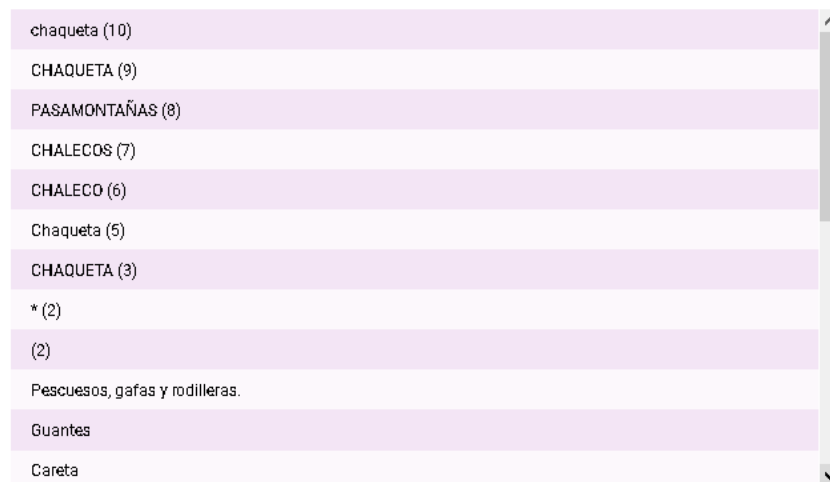 chaqueta (10)
CHAQUETA (9)
PASAMONTAÑAS (8)
CHALECOS (7)
CHALECO (6)
Chaqueta (5)
CHAQUETA (3)
* (2)
(2)
Pescuesos, gafas y rodilleras.
Guantes
Careta